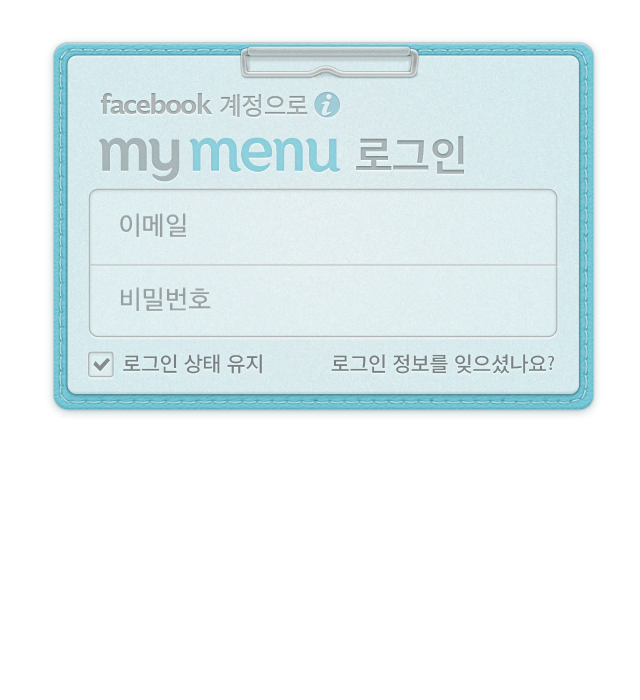 facebook 계정으로 i
my menu 로그인
이메일
비밀번호
로그인 상태 유지
로그인 정보를 잊으셨나요?